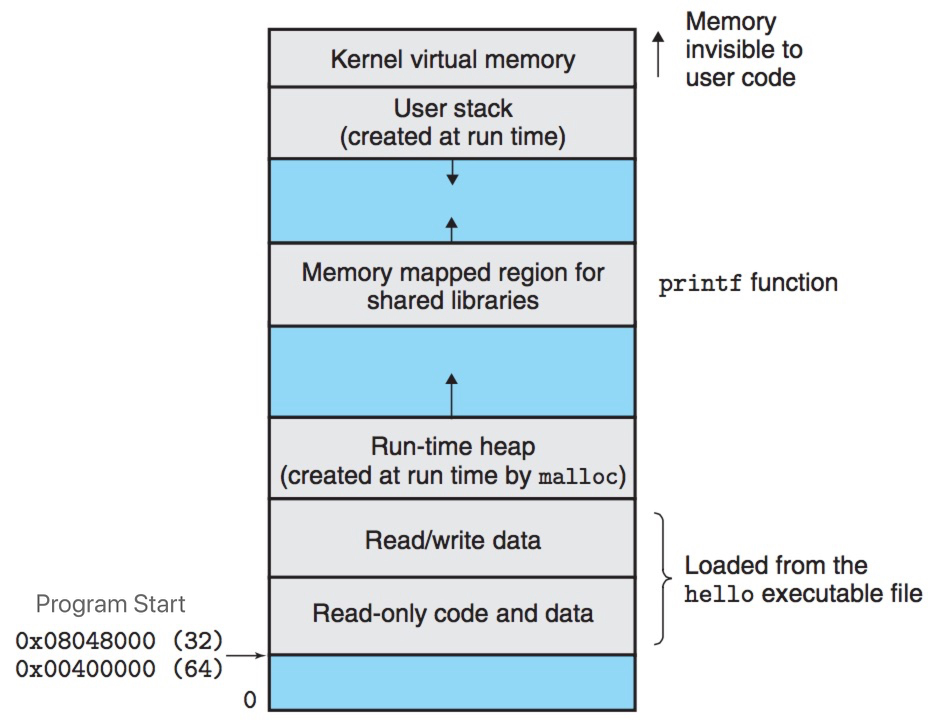 Memory
invisible to
user code
Kernel virtual memory
User stack
(created at run time)
Memory mapped region for
shared libraries
printf function
Run-time heap
(created at run time by malloc)
Read/write data
Loaded from the
hello executable file
Read-only code and data
Program Start
0x08048000 (32)
0x00400000 (64)
0